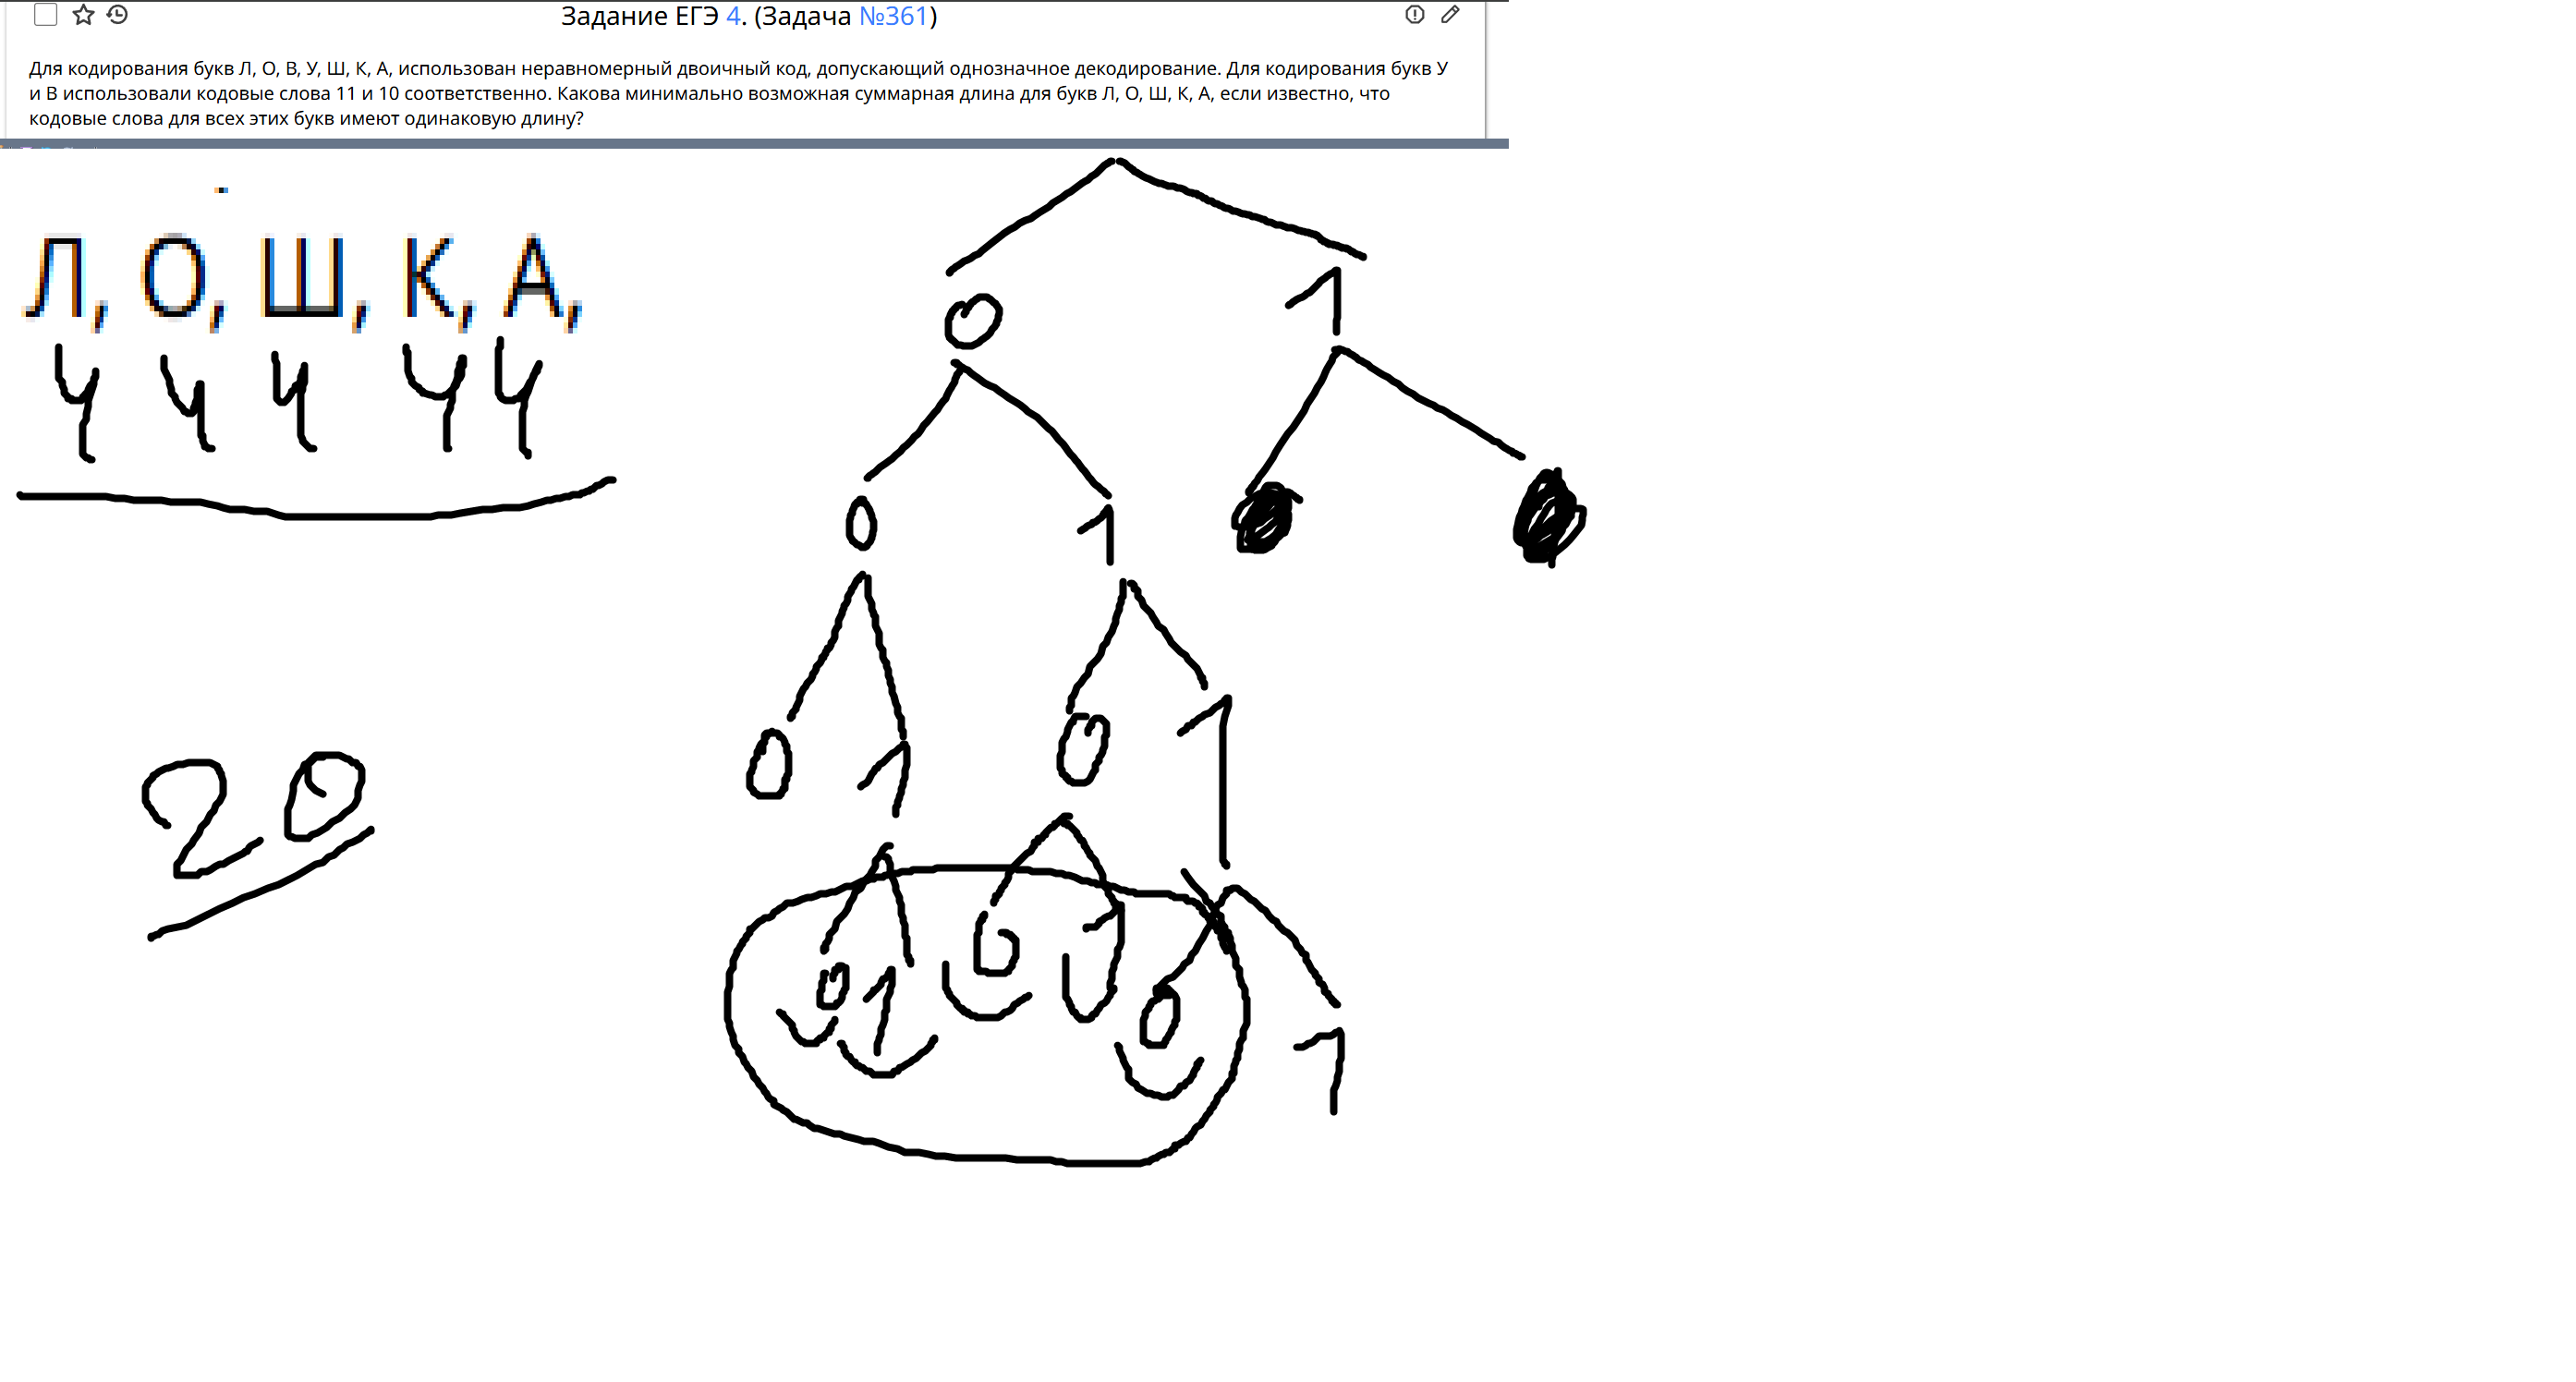 Задание ЕГЭ 4. (Задача №361)
Для кодирования букв Л, О, В, У, Ш, К, А, использован неравномерный двоичный код, допускающий однозначное декодирование. Для кодирования букв У
и В использовали кодовые слова 11 и 10 соответственно. Какова минимально возможная суммарная длина для букв Л, О, Ш, К, А, если известно, что
кодовые слова для всех этих букв имеют одинаковую длину?
Л, О, Ш, К, А,
4 4 4 4 4
0 1
0 1
0 1 0 1
20
0 1 0 1 0 1